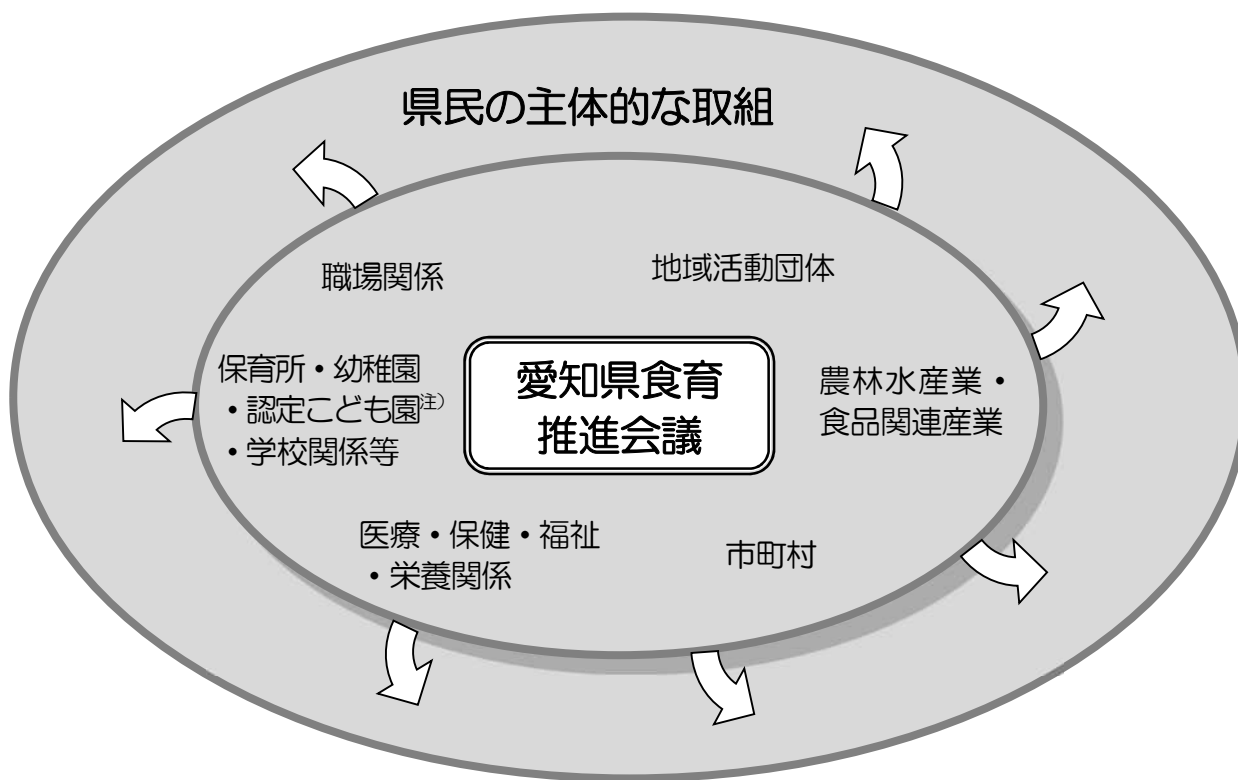 県民の主体的な取組
職場関係
地域活動団体
保育所・幼稚園
・認定こども園注）
・学校関係等
愛知県食育
推進会議
農林水産業・
食品関連産業
医療・保健・福祉
・栄養関係
市町村